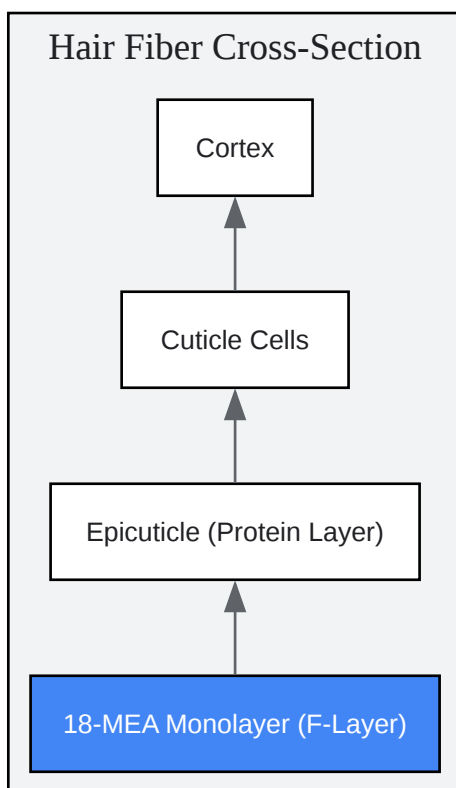 Hair Fiber Cross-Section
Cortex
Cuticle Cells
Epicuticle (Protein Layer)
18-MEA Monolayer (F-Layer)